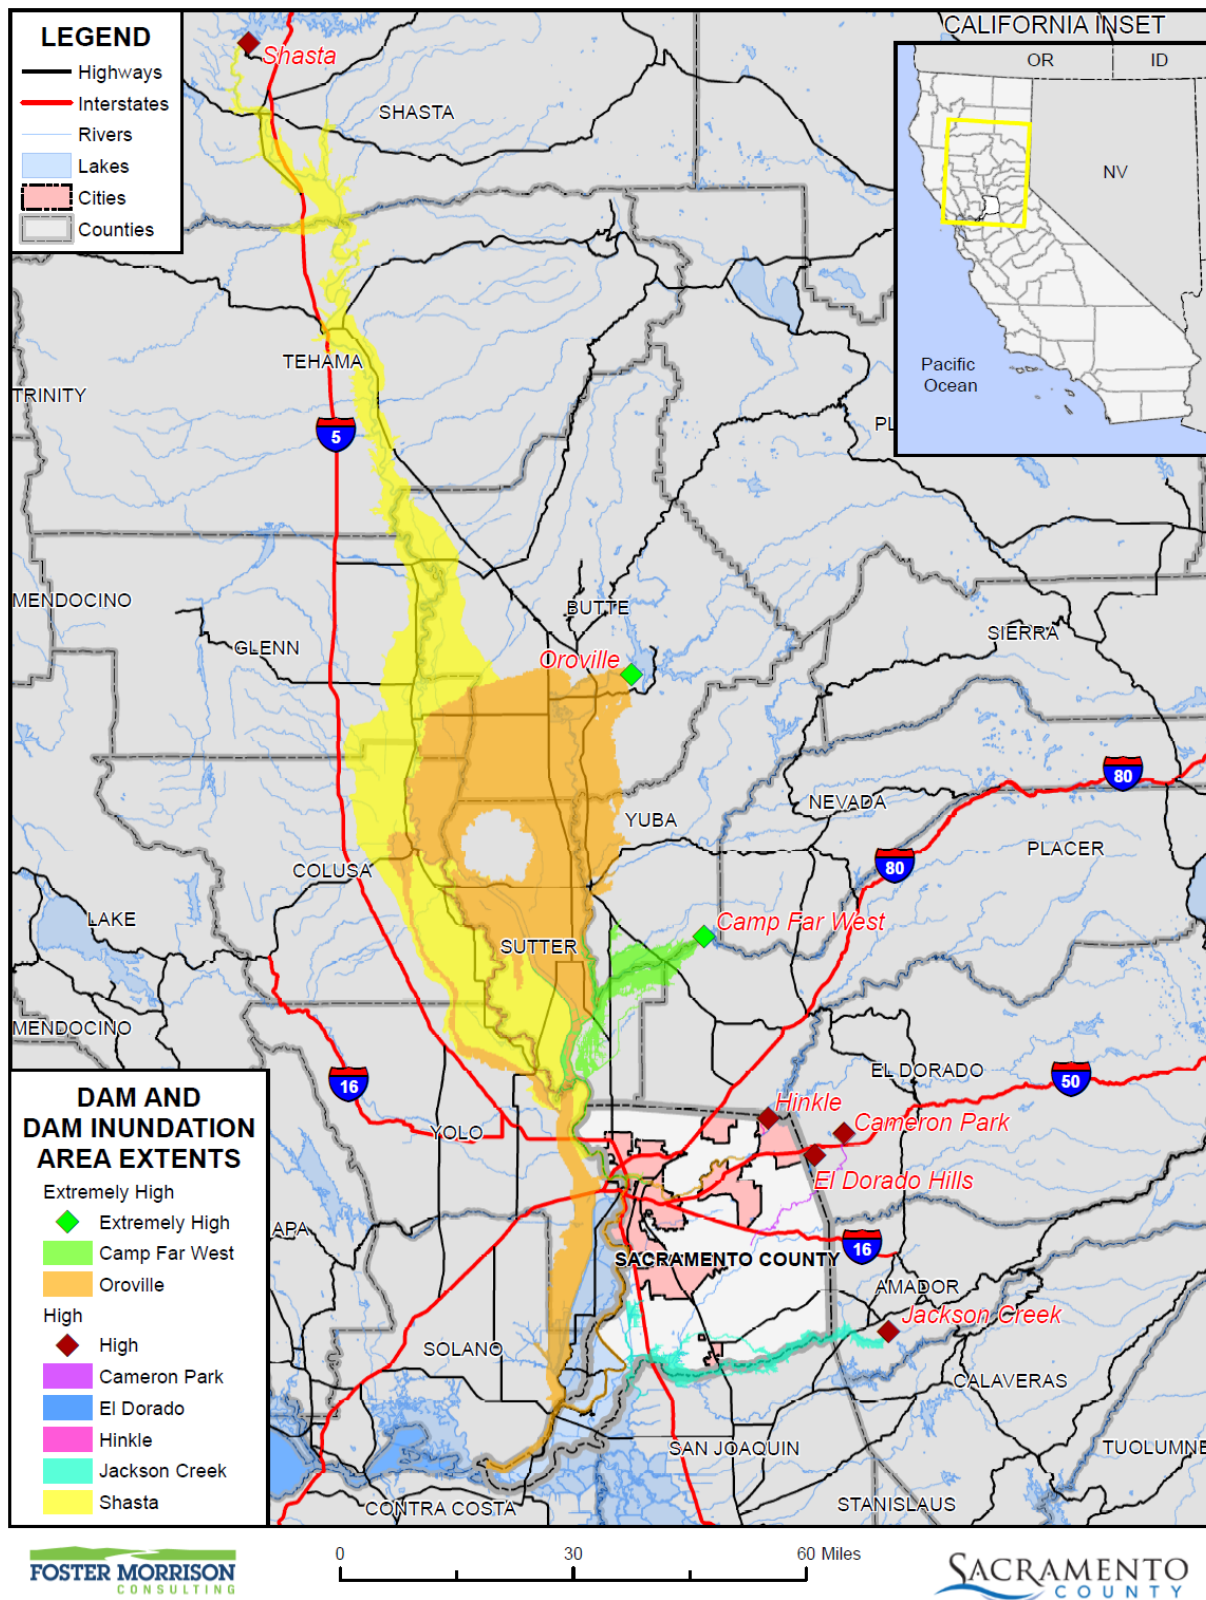 LEGEND
Highways
Interstates
Rivers
Lakes
Cities
Counties
CALIFORNIA INSET
OR
ID
NV
Pacific
Ocean
Shasta
SHASTA
TEHAMA
TRINITY
5
PL
MENDOCINO
BUTTE
GLENN
SIERRA
Oroville
80
NEVADA
YUBA
PLACER
80
COLUSA
LAKE
Camp Far West
SUTTER
MENDOCINO
EL DORADO
50
16
Hinkle
Cameron Park
YOLO
El Dorado Hills
APA
16
SACRAMENTO COUNTY
AMADOR
Jackson Creek
SOLANO
CALAVERAS
SAN JOAQUIN
TUOLUMNE
CONTRA COSTA
STANISLAUS
DAM AND
DAM INUNDATION
AREA EXTENTS
Extremely High
Extremely High
Camp Far West
Oroville
High
High
Cameron Park
El Dorado
Hinkle
Jackson Creek
Shasta
FOSTER MORRISON
CONSULTING
0 30 60 Miles
SACRAMENTO
COUNTY